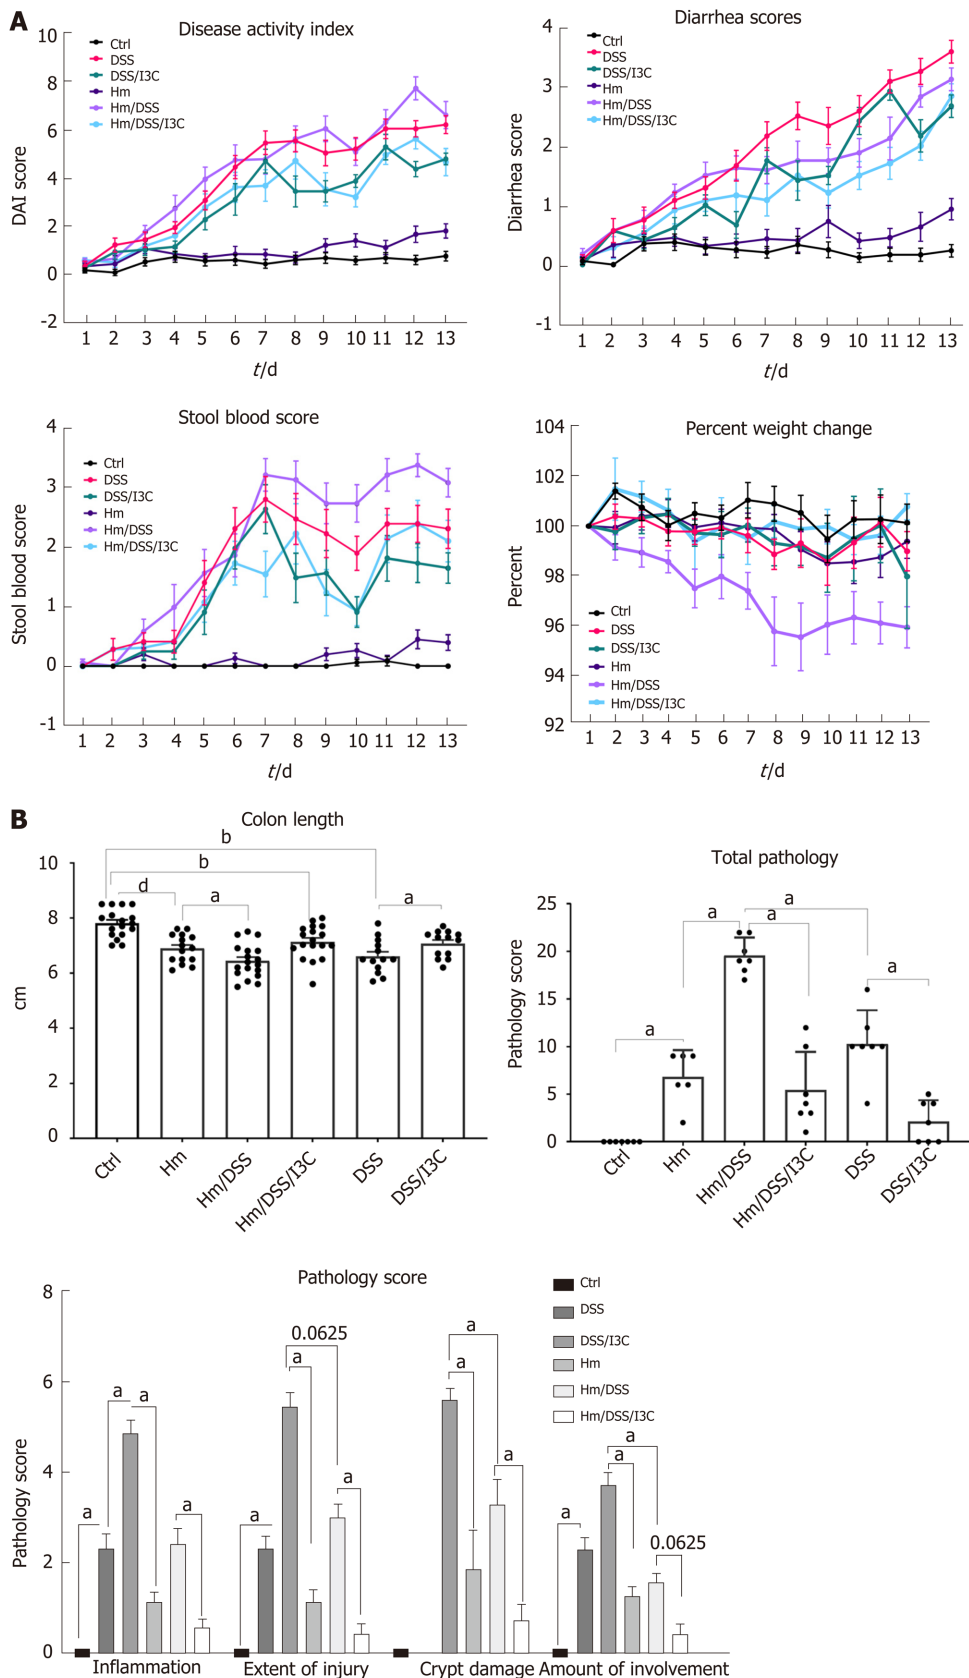 A
Disease activity index
10
8
6
4
2
0
-2
DAI score
Ctrl
DSS
DSS/I3C
Hm
Hm/DSS
Hm/DSS/I3C
1 2 3 4 5 6 7 8 9 10 11 12 13
t/d
Diarrhea scores
4
3
2
1
0
-1
Diarrhea score
Ctrl
DSS
DSS/I3C
Hm
Hm/DSS
Hm/DSS/I3C
1 2 3 4 5 6 7 8 9 10 11 12 13
t/d
Stool blood score
4
3
2
1
0
-1
Stool blood score
Ctrl
DSS
DSS/I3C
Hm
Hm/DSS
Hm/DSS/I3C
1 2 3 4 5 6 7 8 9 10 11 12 13
t/d
Percent weight change
104
102
100
98
96
94
92
Percent
Ctrl
DSS
DSS/I3C
Hm
Hm/DSS
Hm/DSS/I3C
1 2 3 4 5 6 7 8 9 10 11 12 13
t/d
B
Colon length
b
b
d
a
a
10
8
6
4
2
0
cm
Ctrl
Hm
Hm/DSS
Hm/DSS/I3C
DSS
DSS/I3C
Total pathology
25
20
15
10
5
0
Pathology score
a
a
a
a
a
Ctrl
Hm
Hm/DSS
Hm/DSS/I3C
DSS
DSS/I3C
Pathology score
8
6
4
2
0
Pathology score
Ctrl
DSS
DSS/I3C
Hm
Hm/DSS
Hm/DSS/I3C
a
a
a
a
a
a
0.0625
a
a
a
a
a
a
a
a
0.0625
Inflammation Extent of injury Crypt damage Amount of involvement